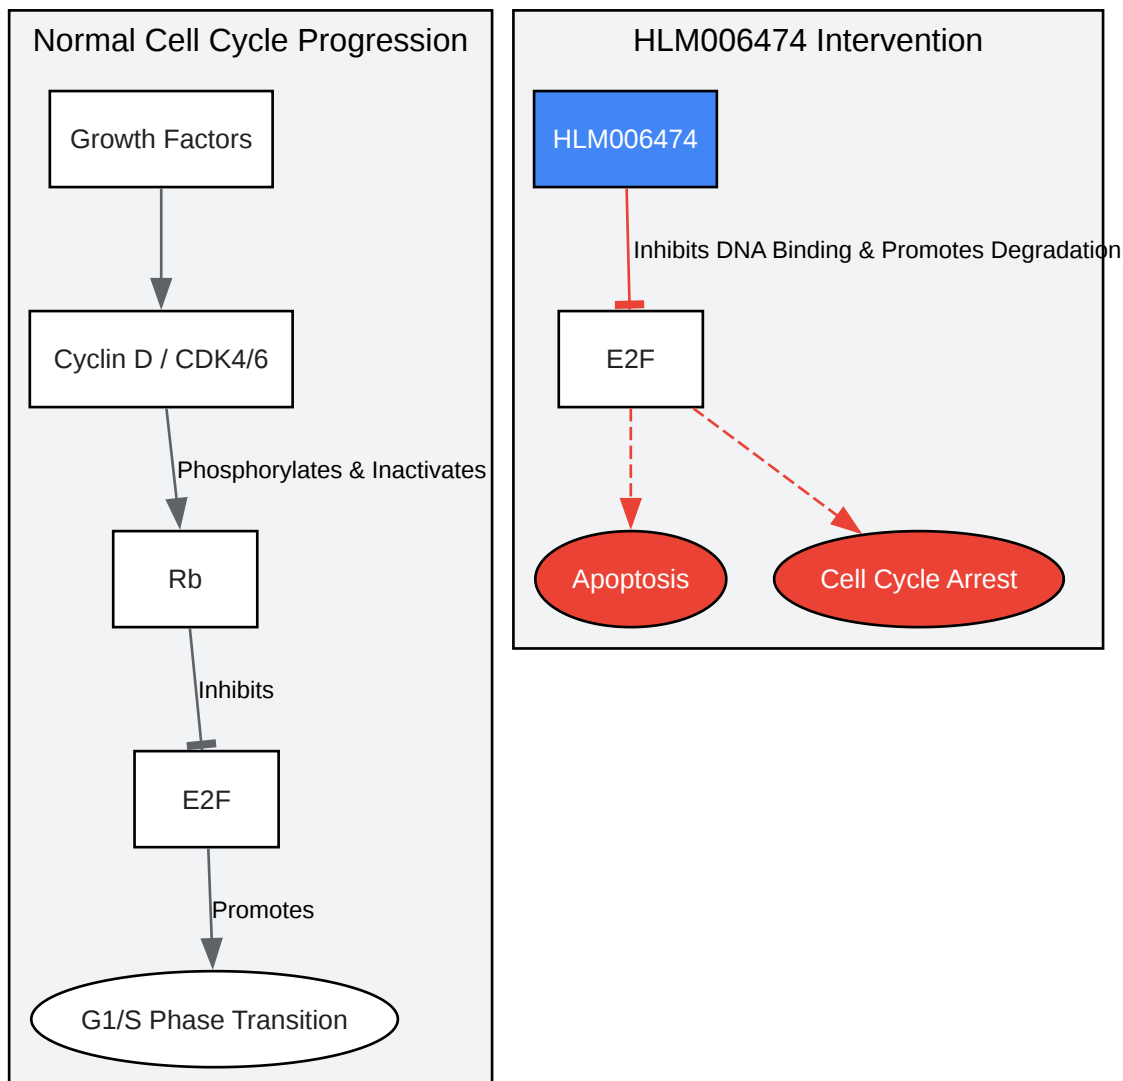 Normal Cell Cycle Progression
Growth Factors
Cyclin D / CDK4/6
Phosphorylates & Inactivates
Rb
Inhibits
E2F
Promotes
G1/S Phase Transition
HLM006474 Intervention
HLM006474
Inhibits DNA Binding & Promotes Degradation
E2F
Apoptosis
Cell Cycle Arrest